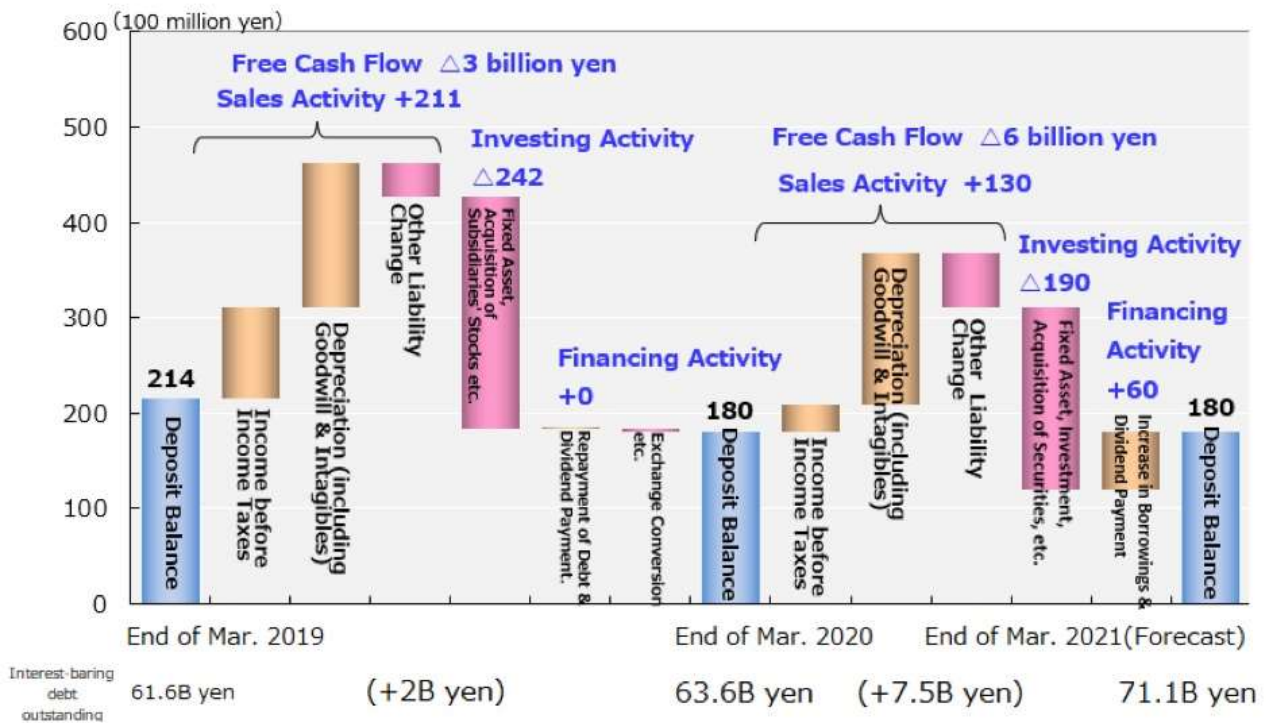 (100 million yen)
600
500
400
300
200
100
0
Free Cash Flow △3 billion yen
Sales Activity +211
Investing Activity
△242
Financing Activity
+0
Free Cash Flow △6 billion yen
Sales Activity +130
Investing Activity
△190
Financing
Activity
+60
214
Deposit Balance
Income before
Income Taxes
Depreciation (including
Goodwill & Intagibles)
Other Liability
Change
Fixed Asset,
Acquisition of
Subsidiaries' Stocks etc.
Repayment of Debt &
Dividend Payment.
Exchange Conversion
etc.
180
Deposit Balance
Income before
Income Taxes
Depreciation (including
Goodwill & Intagibles)
Other Liability
Change
Fixed Asset, Investment,
Acquisition of Securities, etc.
Increase in Borrowings &
Dividend Payment
180
Deposit Balance
End of Mar. 2019
End of Mar. 2020
End of Mar. 2021(Forecast)
Interest-baring
debt
outstanding
61.6B yen
(+2B yen)
63.6B yen
(+7.5B yen)
71.1B yen